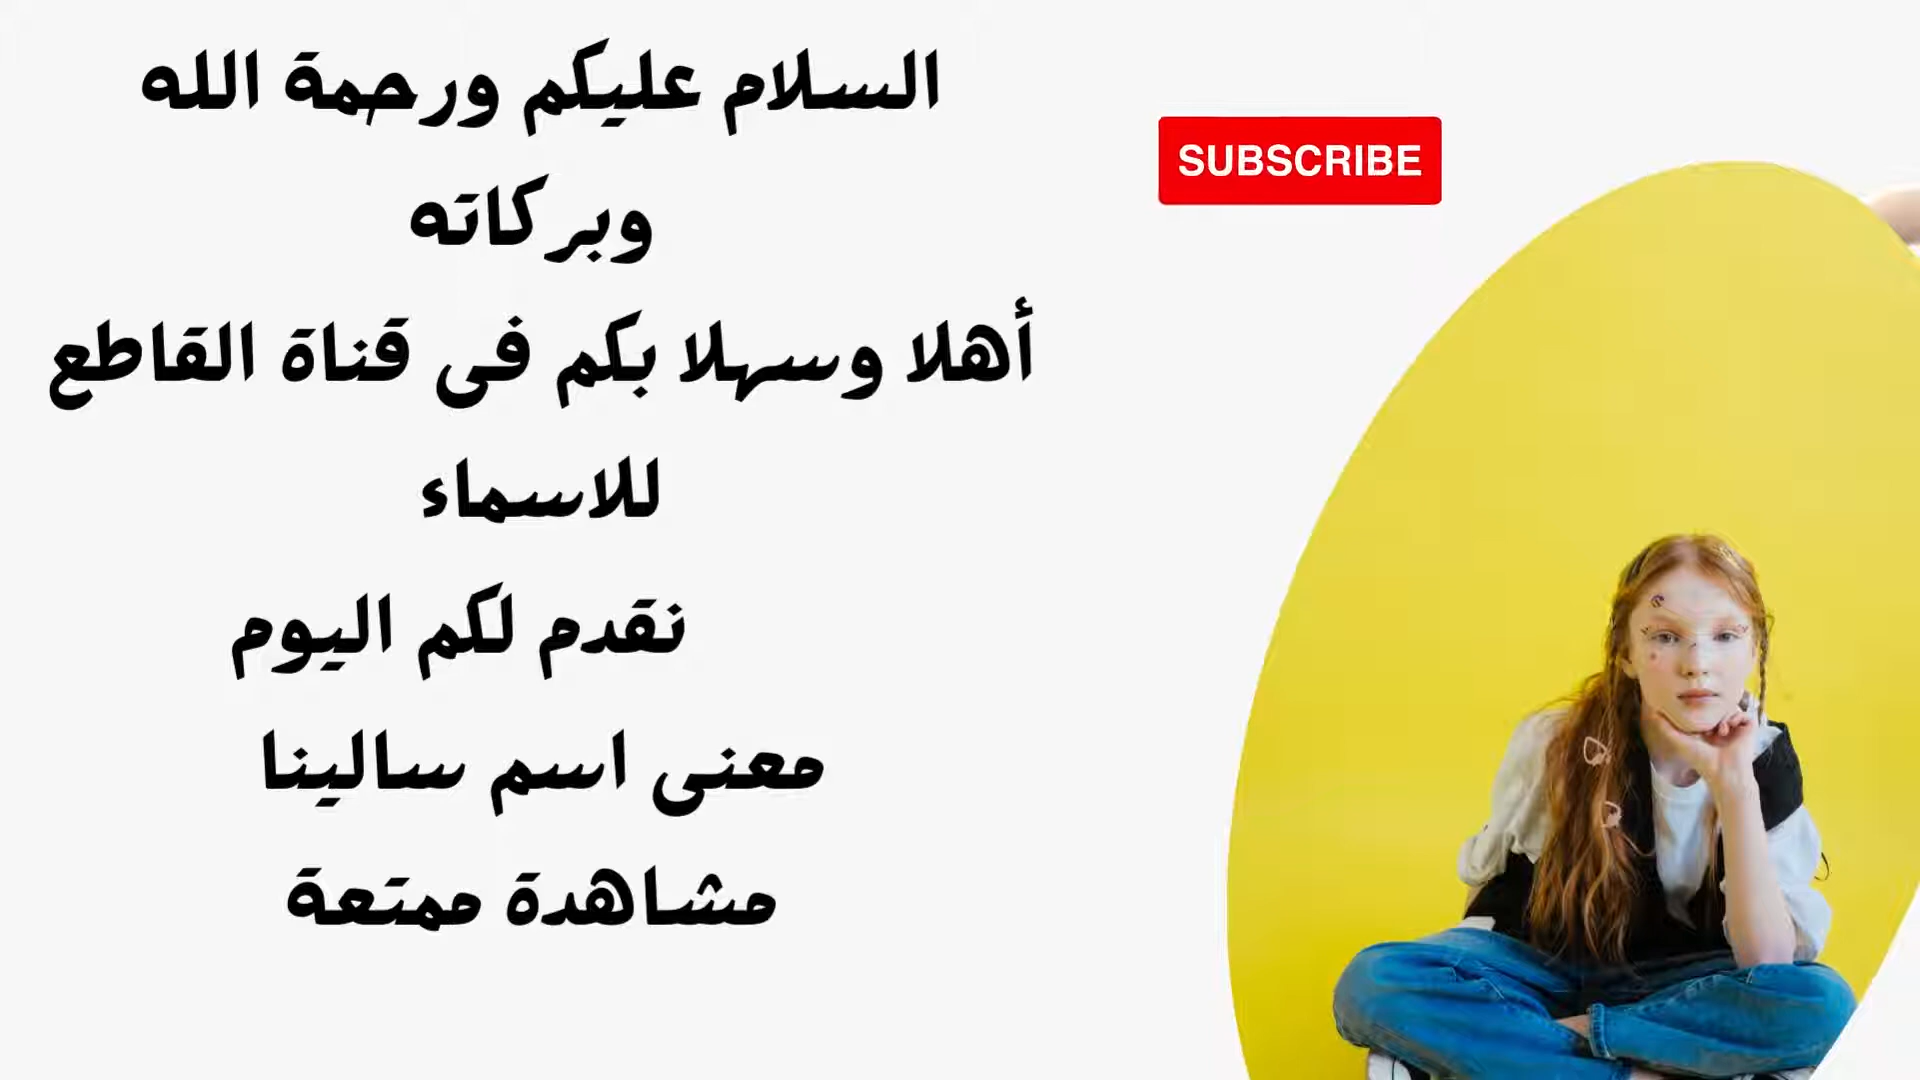 السلام عليكم ورحمة الله
وبركاته
أهلا وسهلا بكم فى قناة القاطع
للاسماء
نقدم لكم اليوم
معنى اسم سالينا
مشاهدة ممتعة
SUBSCRIBE